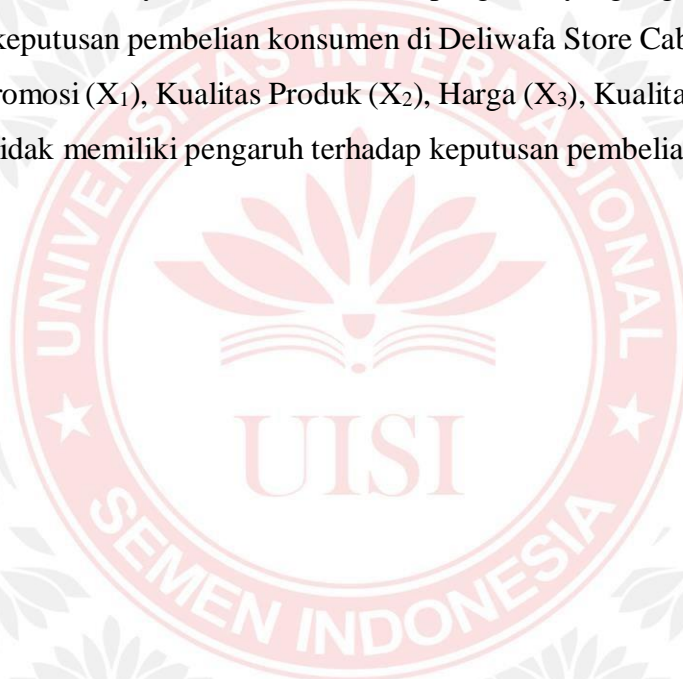 keputusan pembelian konsumen di Deliwafa Store Cab
romosi (X₁), Kualitas Produk (X₂), Harga (X₃), Kualita
idak memiliki pengaruh terhadap keputusan pembelia
UNIVERSITAS INTERNASIONAL
UISI
SEMEN INDONESIA